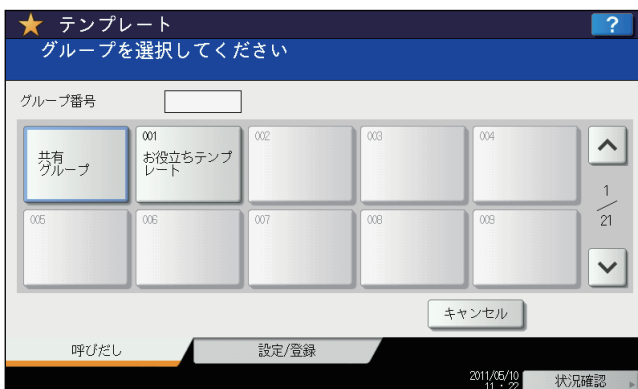 テンプレート
?
グループを選択してください
グループ番号
共有
グループ
001
お役立ちテンプ
レート
002
003
004
005
006
007
008
009
1
21
キャンセル
呼びだし
設定/登録
2011/05/10
11:22
状況確認